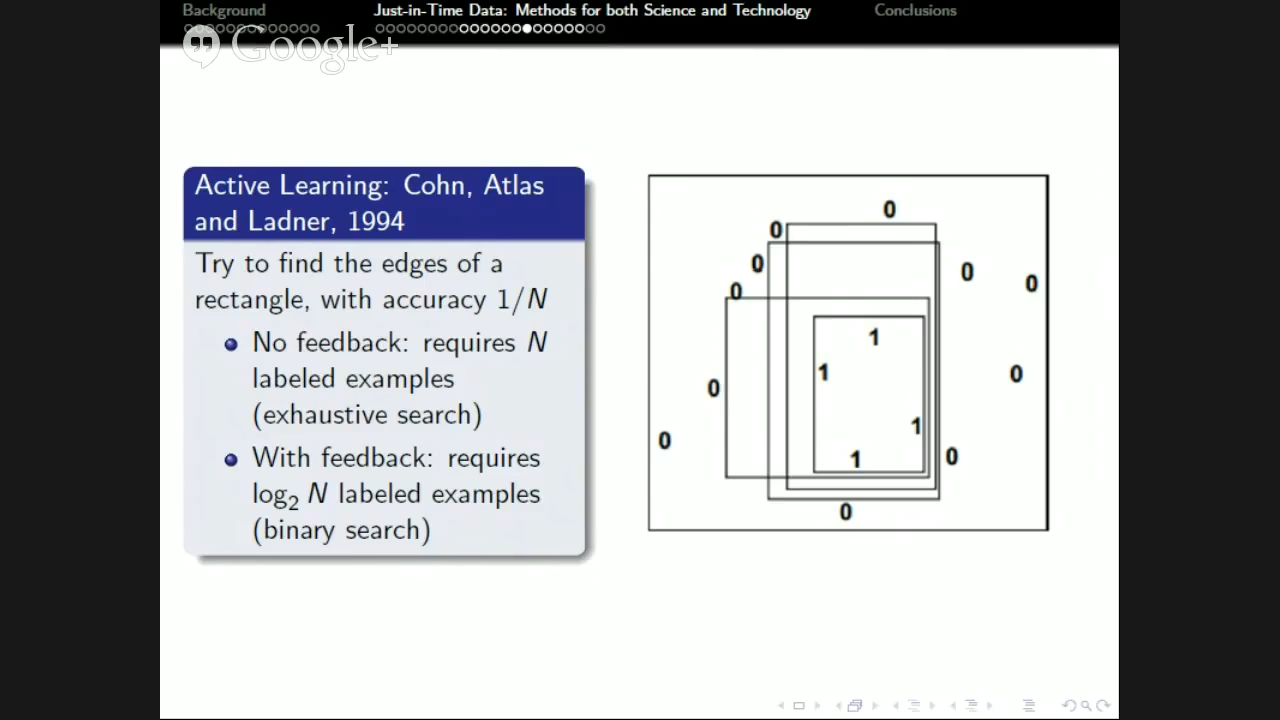 Background Just-in-Time Data: Methods for both Science and Technology Conclusions
Google+
Active Learning: Cohn, Atlas
and Ladner, 1994
Try to find the edges of a
rectangle, with accuracy 1/N
No feedback: requires N
labeled examples
(exhaustive search)
With feedback: requires
log₂ N labeled examples
(binary search)
0
0
0
0
0
0
1
1
0
0
1
0
1
0
0